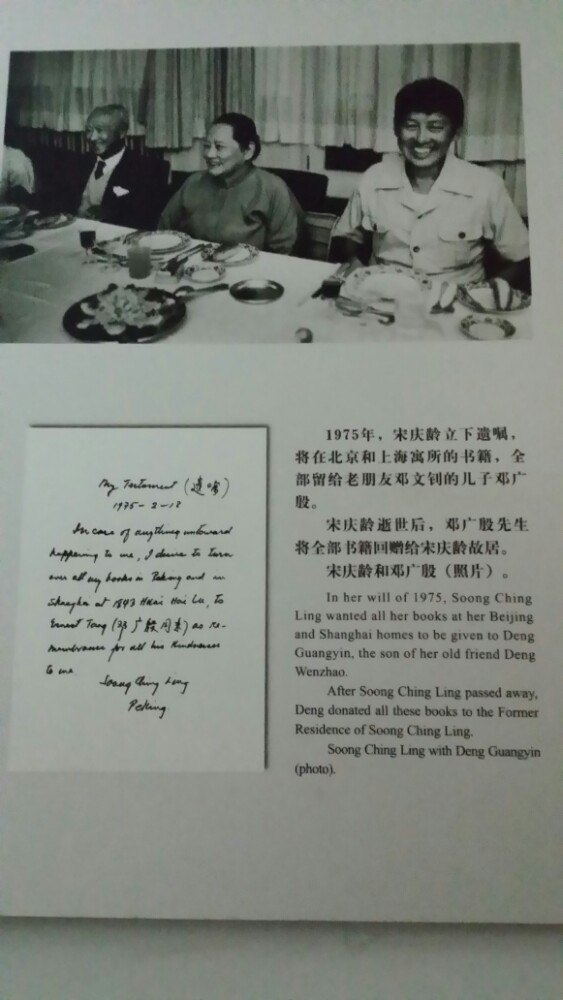 My Testament (遗嘱)
1975-2-12
In case of anything untoward
happening to me, I desire to turn
over all my books in Peking and in
Shanghai at 1843 Huai Hai Lu, to
Ernest Tang (邓广殷同志) as re-
membrance for all his kindnesses
to me
Soong Ching Ling
Peking
1975年，宋庆龄立下遗嘱，
将在北京和上海寓所的书籍，全
部留给老朋友邓文钊的儿子邓广
殷。
宋庆龄逝世后，邓广殷先生
将全部书籍回赠给宋庆龄故居。
宋庆龄和邓广殷（照片）。
In her will of 1975, Soong Ching
Ling wanted all her books at her Beijing
and Shanghai homes to be given to Deng
Guangyin, the son of her old friend Deng
Wenzhao.
After Soong Ching Ling passed away,
Deng donated all these books to the Former
Residence of Soong Ching Ling.
Soong Ching Ling with Deng Guangyin
(photo).